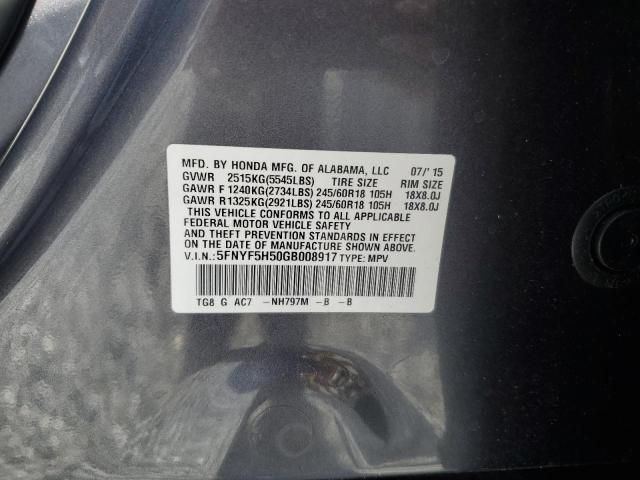 MFD. BY HONDA MFG. OF ALABAMA, LLC 07/'15
GVWR 2515KG(5545LBS) TIRE SIZE RIM SIZE
GAWR F 1240KG(2734LBS) 245/60R18 105H 18X8.0J
GAWR R1325KG(2921LBS) 245/60R18 105H 18X8.0J
THIS VEHICLE CONFORMS TO ALL APPLICABLE
FEDERAL MOTOR VEHICLE SAFETY
AND THEFT PREVENTION STANDARDS IN EFFECT
ON THE DATE OF MANUFACTURE SHOWN ABOVE.
V.I.N.: 5FNYF5H50GB008917 TYPE: MPV
TG8 G AC7 -NH797M -B -B